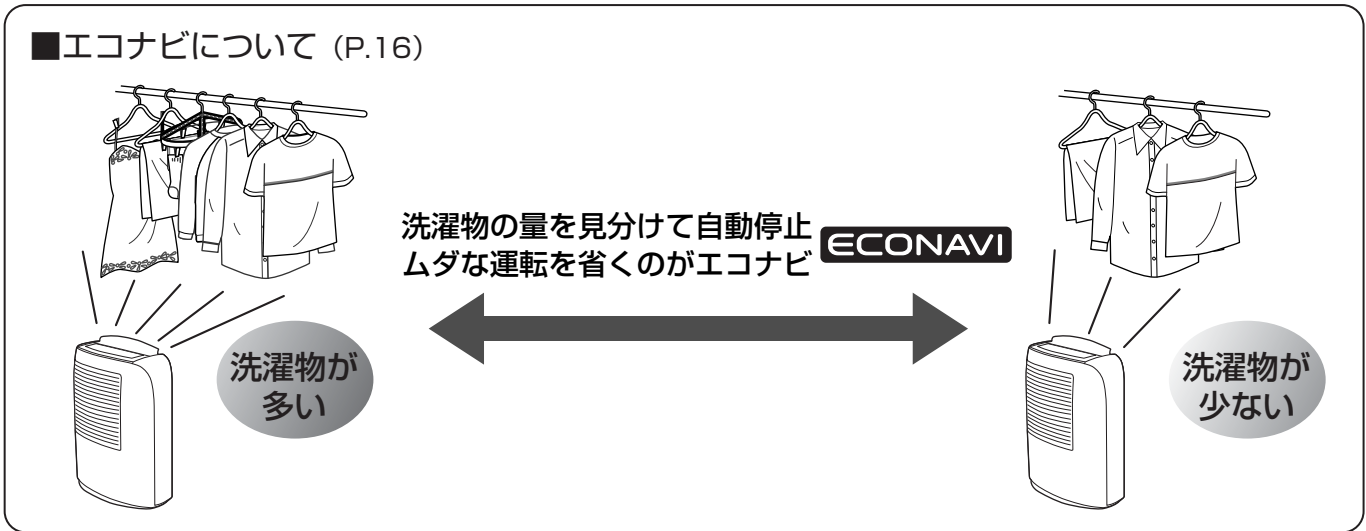 ■エコナビについて (P.16)
洗濯物の量を見分けて自動停止
ムダな運転を省くのがエコナビ
ECONAVI
洗濯物が
多い
洗濯物が
少ない